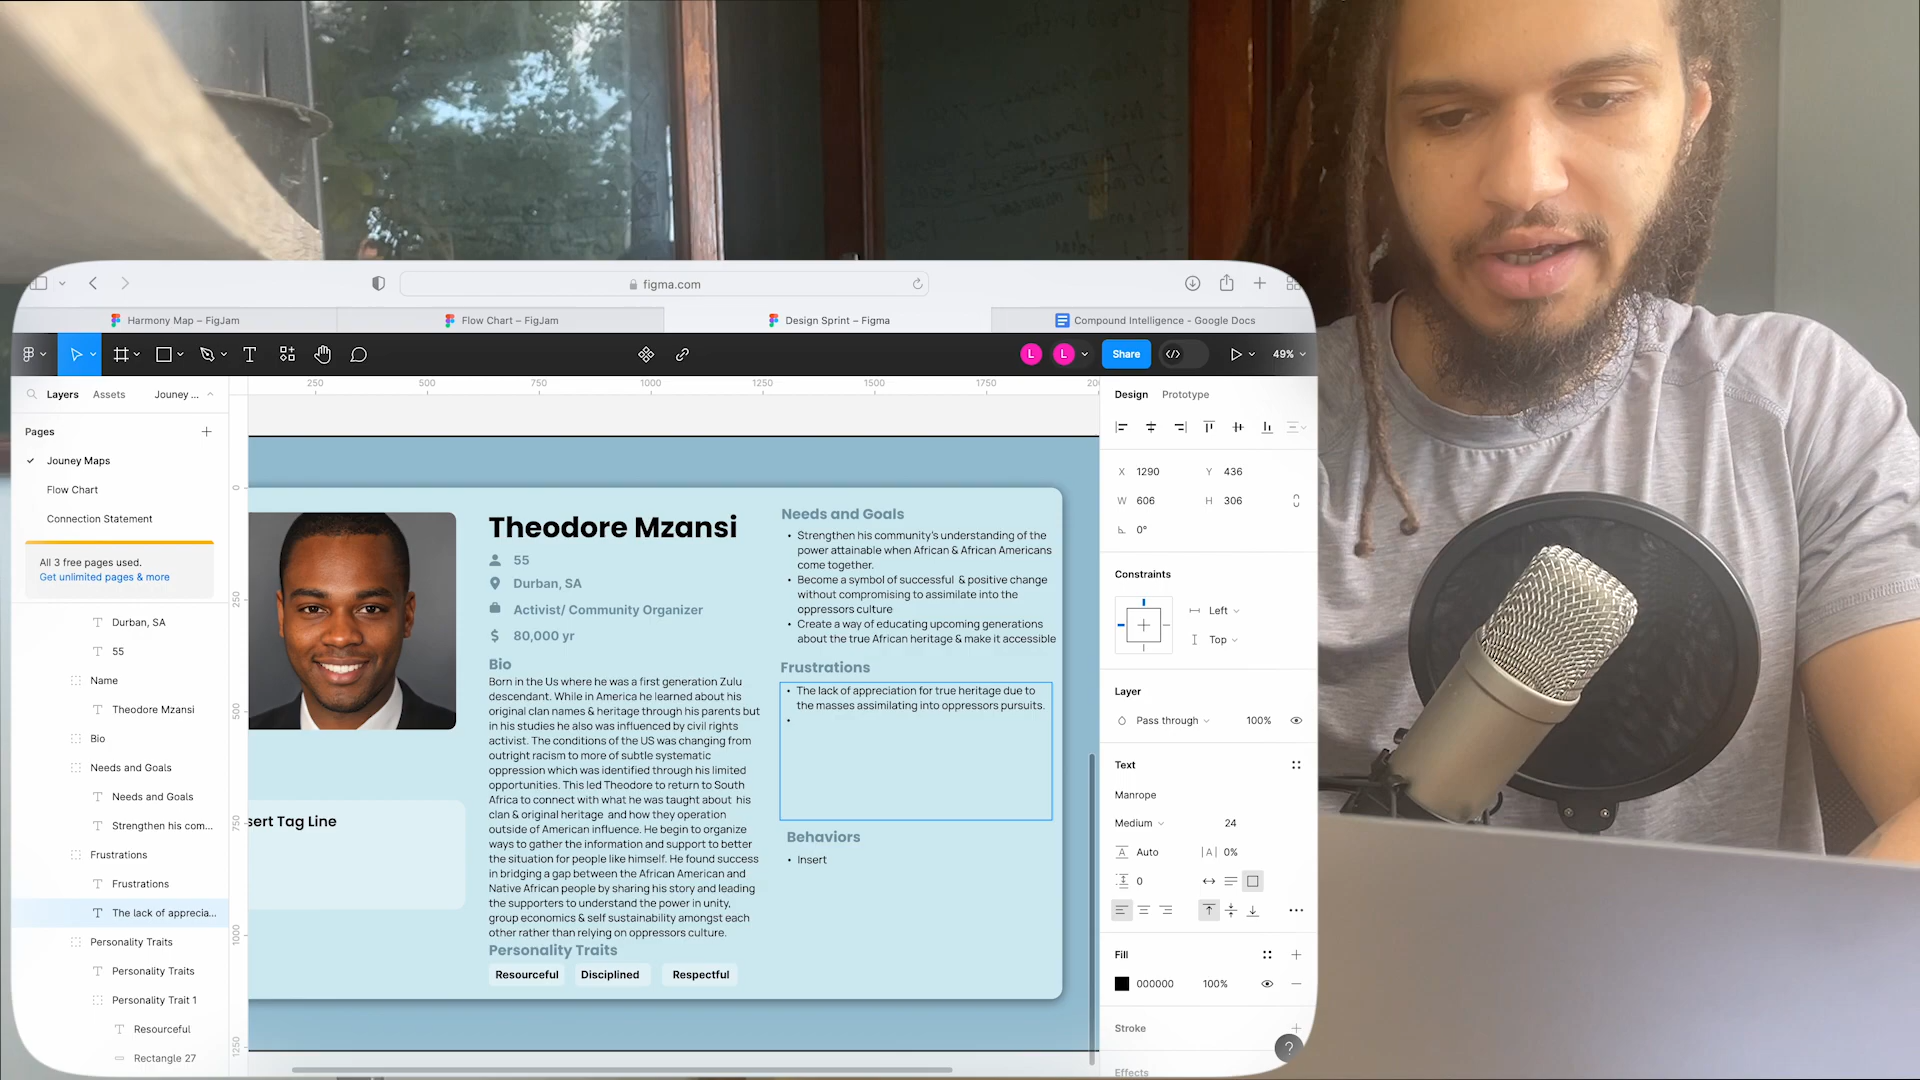 figma.com
Harmony Map – FigJam
Flow Chart – FigJam
Design Sprint – Figma
Compound Intelligence - Google Docs
L
L
Share
49%
Layers
Assets
Jouney ...
Pages
Jouney Maps
Flow Chart
Connection Statement
All 3 free pages used.
Get unlimited pages & more
Durban, SA
55
Name
Theodore Mzansi
Bio
Needs and Goals
Needs and Goals
Strengthen his com...
Frustrations
Frustrations
The lack of apprecia...
Personality Traits
Personality Traits
Personality Trait 1
Resourceful
Rectangle 27
250
500
750
1000
1250
1500
1750
20
0
250
500
750
1000
1250
sert Tag Line
Theodore Mzansi
55
Durban, SA
Activist/ Community Organizer
$ 80,000 yr
Bio
Born in the Us where he was a first generation Zulu
descendant. While in America he learned about his
original clan names & heritage through his parents but
in his studies he also was influenced by civil rights
activist. The conditions of the US was changing from
outright racism to more of subtle systematic
oppression which was identified through his limited
opportunities. This led Theodore to return to South
Africa to connect with what he was taught about his
clan & original heritage and how they operation
outside of American influence. He begin to organize
ways to gather the information and support to better
the situation for people like himself. He found success
in bridging a gap between the African American and
Native African people by sharing his story and leading
the supporters to understand the power in unity,
group economics & self sustainability amongst each
other rather than relying on oppressors culture.
Personality Traits
Resourceful
Disciplined
Respectful
Needs and Goals
• Strengthen his community's understanding of the
power attainable when African & African Americans
come together.
• Become a symbol of successful & positive change
without compromising to assimilate into the
oppressors culture
• Create a way of educating upcoming generations
about the true African heritage & make it accessible
Frustrations
• The lack of appreciation for true heritage due to
the masses assimilating into oppressors pursuits.
•
Behaviors
• Insert
Design
Prototype
X 1290
Y 436
W 606
H 306
0°
Constraints
Left
Top
Layer
Pass through
100%
Text
Manrope
Medium
24
Auto
|A| 0%
0
Fill
000000
100%
Stroke
?
Effects